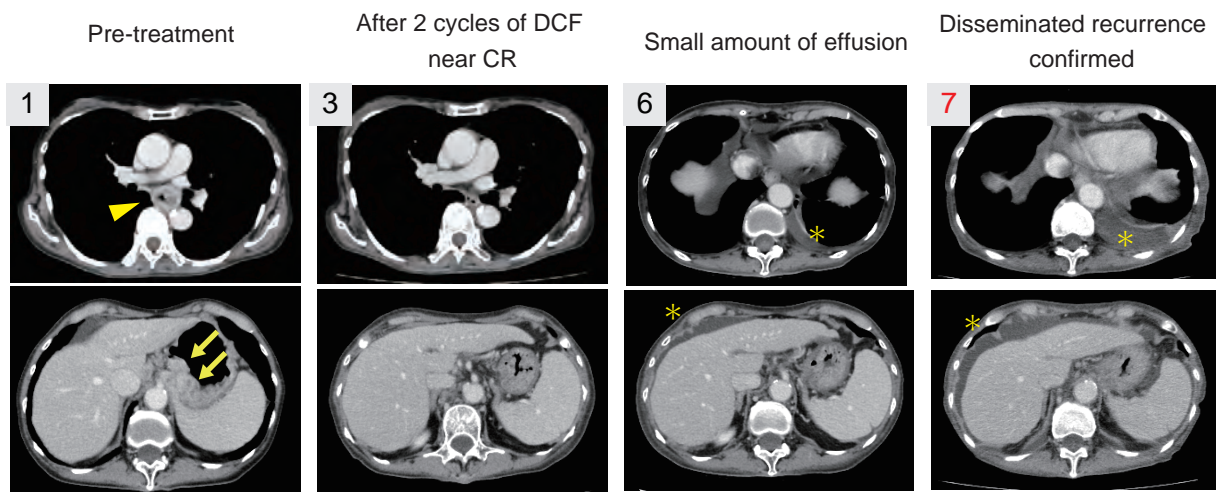 Pre-treatment
After 2 cycles of DCF
near CR
Small amount of effusion
Disseminated recurrence
confirmed
1
3
6
7
*
*
*
*